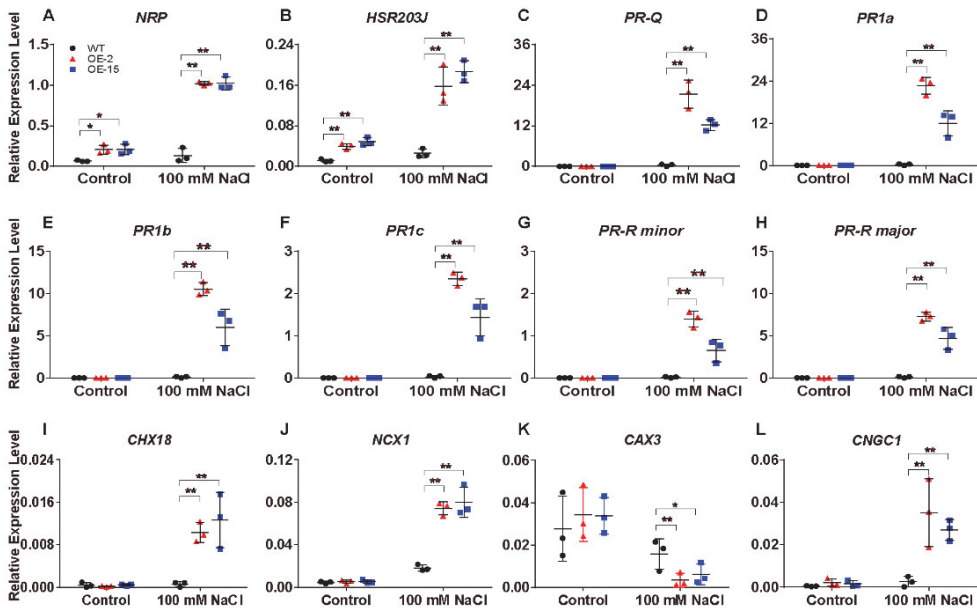 A NRP
Relative Expression Level
1.5
1.0
0.5
0.0
WT
OE-2
OE-15
* * ** **
Control 100 mM NaCl
B HSR203J
0.24
0.16
0.08
0.00
** ** ** **
Control 100 mM NaCl
C PR-Q
36
24
12
0
** **
Control 100 mM NaCl
D PR1a
36
24
12
0
** **
Control 100 mM NaCl
E PR1b
Relative Expression Level
15
10
5
0
** **
Control 100 mM NaCl
F PR1c
3
2
1
0
** **
Control 100 mM NaCl
G PR-R minor
3
2
1
0
** **
Control 100 mM NaCl
H PR-R major
15
10
5
0
** **
Control 100 mM NaCl
I CHX18
Relative Expression Level
0.024
0.016
0.008
0.000
** **
Control 100 mM NaCl
J NCX1
0.12
0.08
0.04
0.00
** **
Control 100 mM NaCl
K CAX3
0.06
0.04
0.02
0.00
** *
Control 100 mM NaCl
L CNGC1
0.06
0.04
0.02
0.00
** **
Control 100 mM NaCl